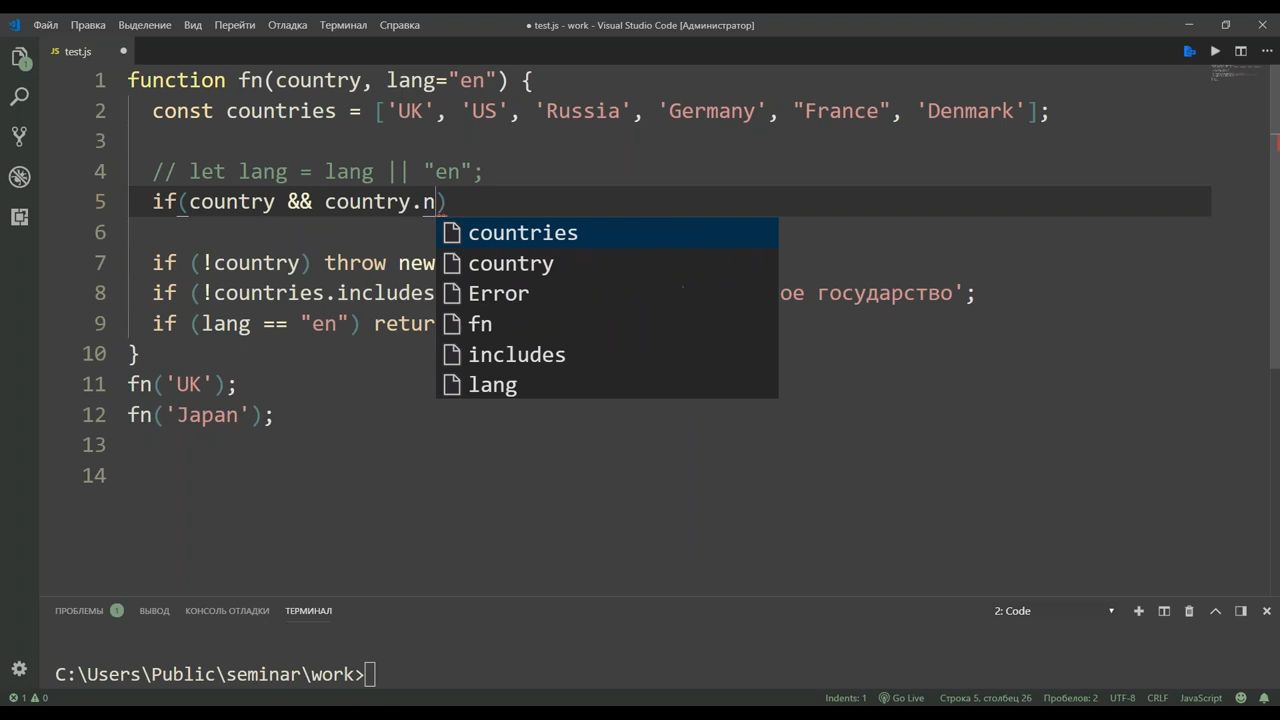 Файл Правка Выделение Вид Перейти Отладка Терминал Справка ● test.js - work - Visual Studio Code [Администратор]
JS test.js
1 function fn(country, lang="en") {
2 const countries = ['UK', 'US', 'Russia', 'Germany', "France", 'Denmark'];
3
4 // let lang = lang || "en";
5 if(country && country.n)
6 countries
7 if (!country) throw new country
8 if (!countries.includes Error ое государство';
9 if (lang == "en") retur fn
10 } includes
11 fn('UK'); lang
12 fn('Japan');
13
14
ПРОБЛЕМЫ 1 ВЫВОД КОНСОЛЬ ОТЛАДКИ ТЕРМИНАЛ 2: Code
C:\Users\Public\seminar\work>
1 0 Indents: 1 Go Live Строка 5, столбец 26 Пробелов: 2 UTF-8 CRLF JavaScript